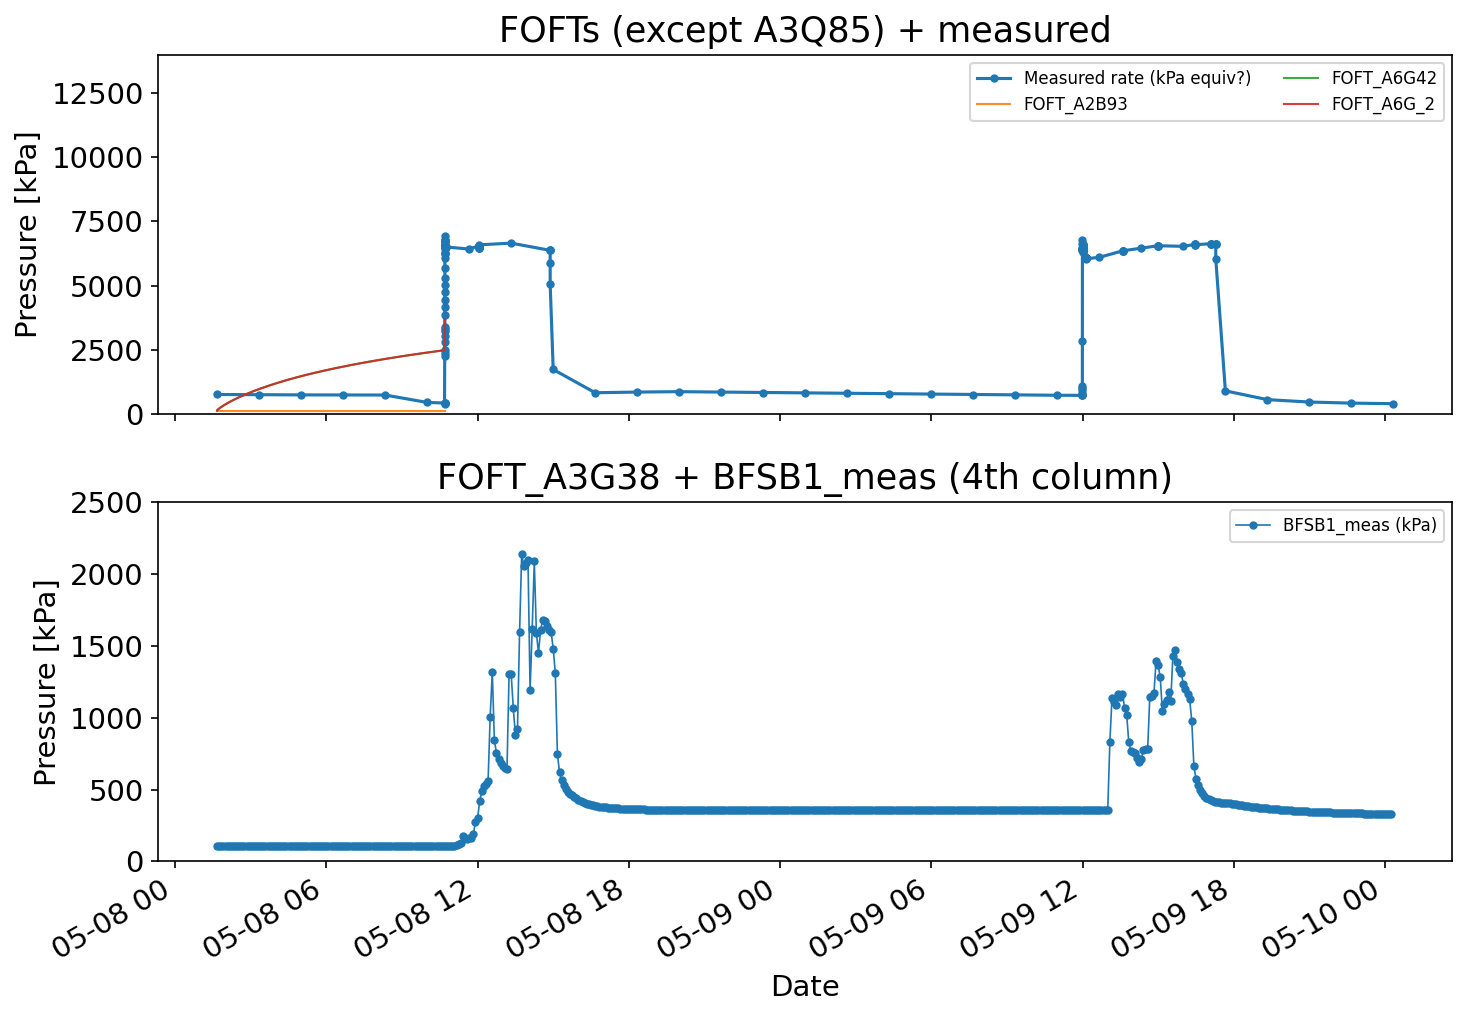 FOFTs (except A3Q85) + measured
Measured rate (kPa equiv?)
FOFT_A2B93
FOFT_A6G42
FOFT_A6G_2
Pressure [kPa]
12500
10000
7500
5000
2500
0
FOFT_A3G38 + BFSB1_meas (4th column)
BFSB1_meas (kPa)
Pressure [kPa]
2500
2000
1500
1000
500
0
05-08 00
05-08 06
05-08 12
05-08 18
05-09 00
05-09 06
05-09 12
05-09 18
05-10 00
Date